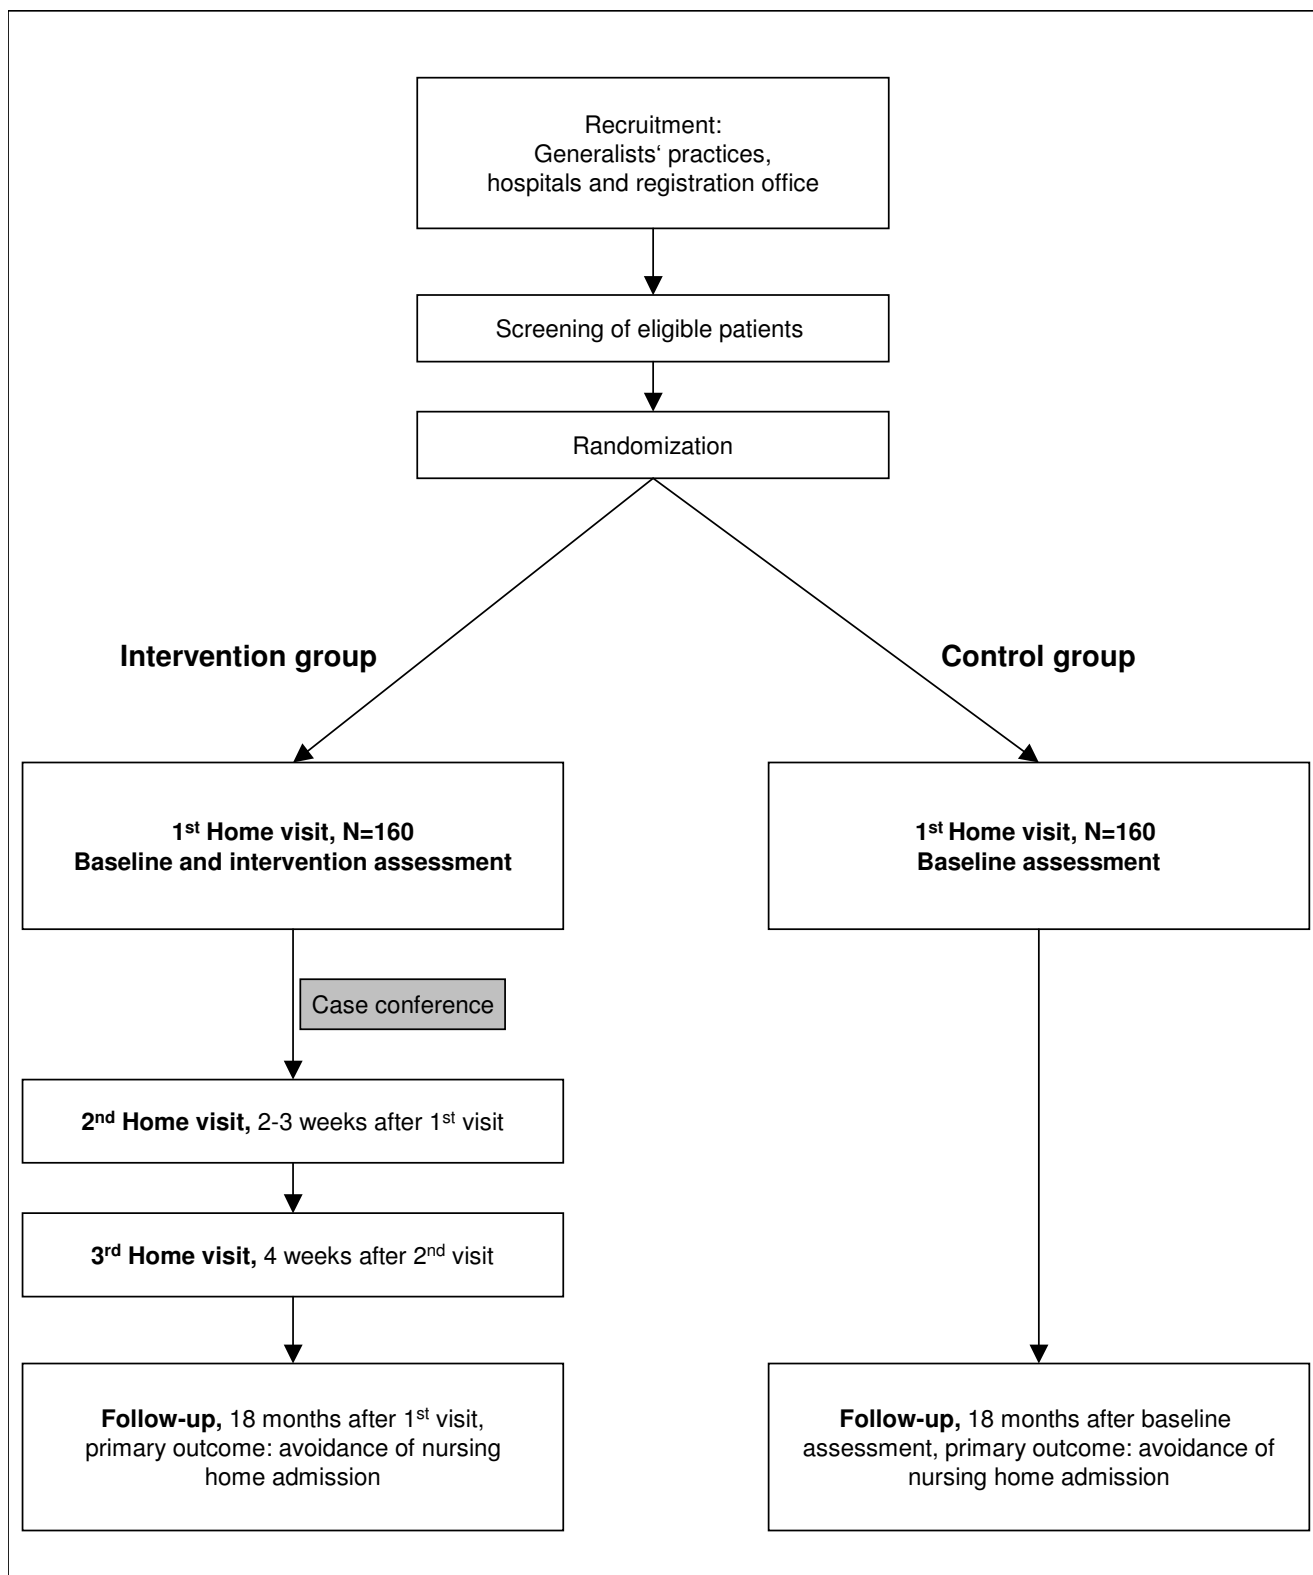 Recruitment:
Generalists‘ practices,
hospitals and registration office
Screening of eligible patients
Randomization
Intervention group
Control group
1st Home visit, N=160
Baseline and intervention assessment
1st Home visit, N=160
Baseline assessment
Case conference
2nd Home visit, 2-3 weeks after 1st visit
3rd Home visit, 4 weeks after 2nd visit
Follow-up, 18 months after 1st visit,
primary outcome: avoidance of nursing
home admission
Follow-up, 18 months after baseline
assessment, primary outcome: avoidance of
nursing home admission